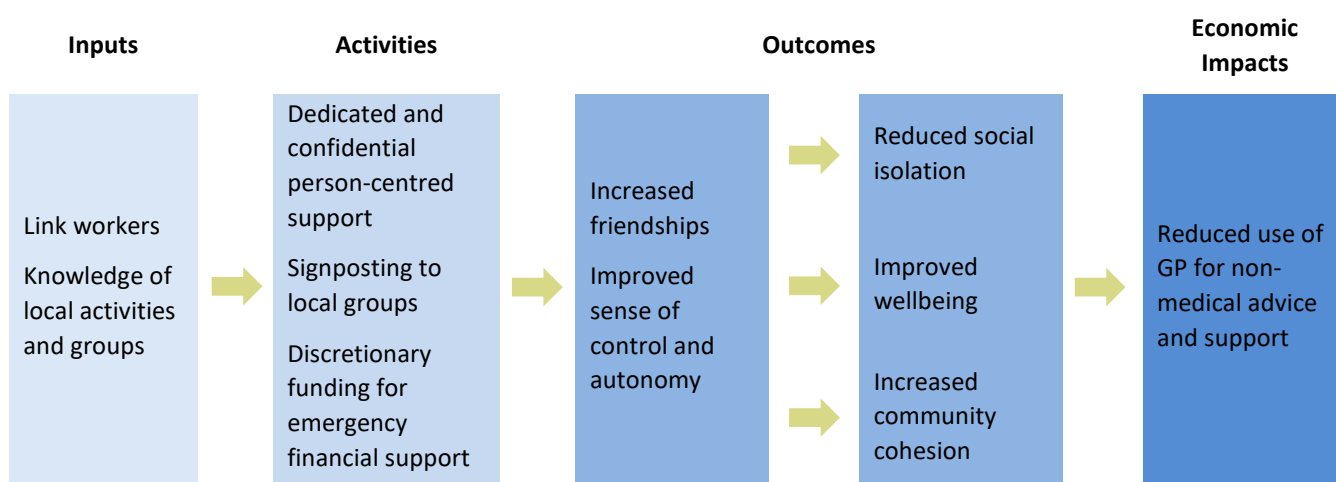 Inputs
Activities
Outcomes
Economic
Impacts
Link workers
Knowledge of
local activities
and groups
Dedicated and
confidential
person-centred
support
Signposting to
local groups
Discretionary
funding for
emergency
financial support
Increased
friendships
Improved
sense of
control and
autonomy
Reduced social
isolation
Improved
wellbeing
Increased
community
cohesion
Reduced use of
GP for non-
medical advice
and support